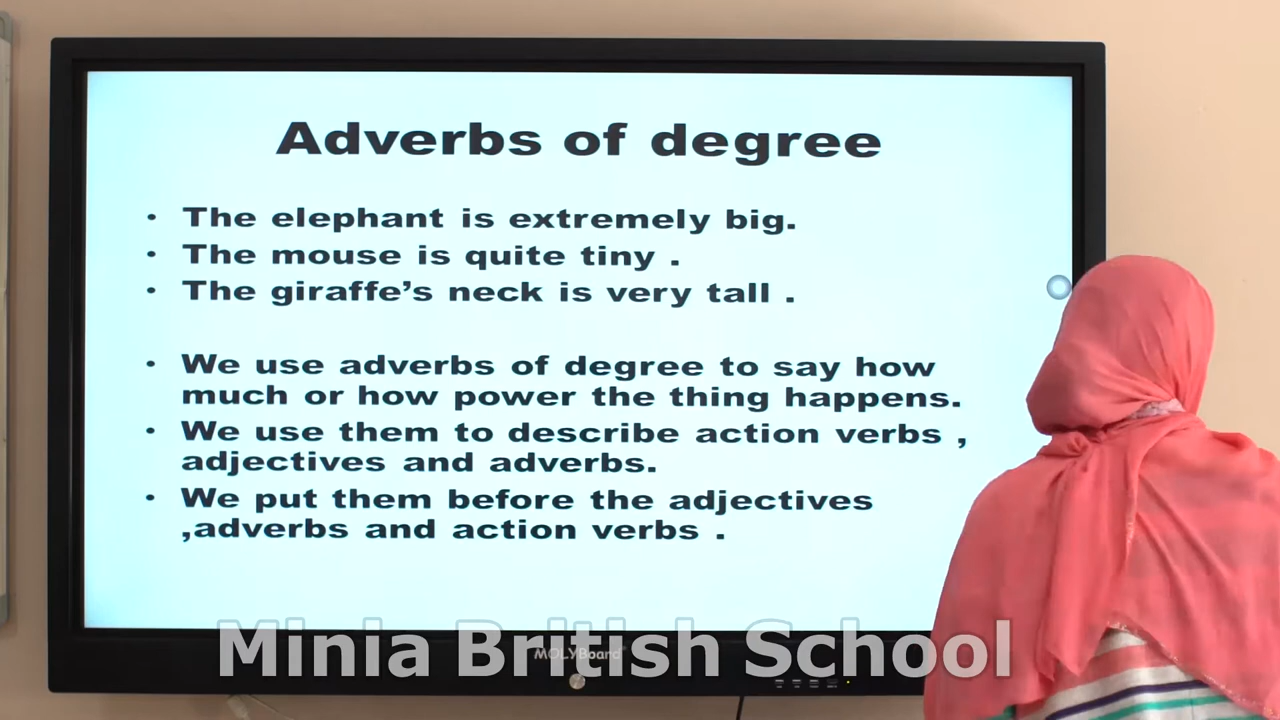 Adverbs of degree
• The elephant is extremely big.
• The mouse is quite tiny .
• The giraffe’s neck is very tall .
• We use adverbs of degree to say how
much or how power the thing happens.
• We use them to describe action verbs ,
adjectives and adverbs.
• We put them before the adjectives
,adverbs and action verbs .
Minia British School
MOLYBoard